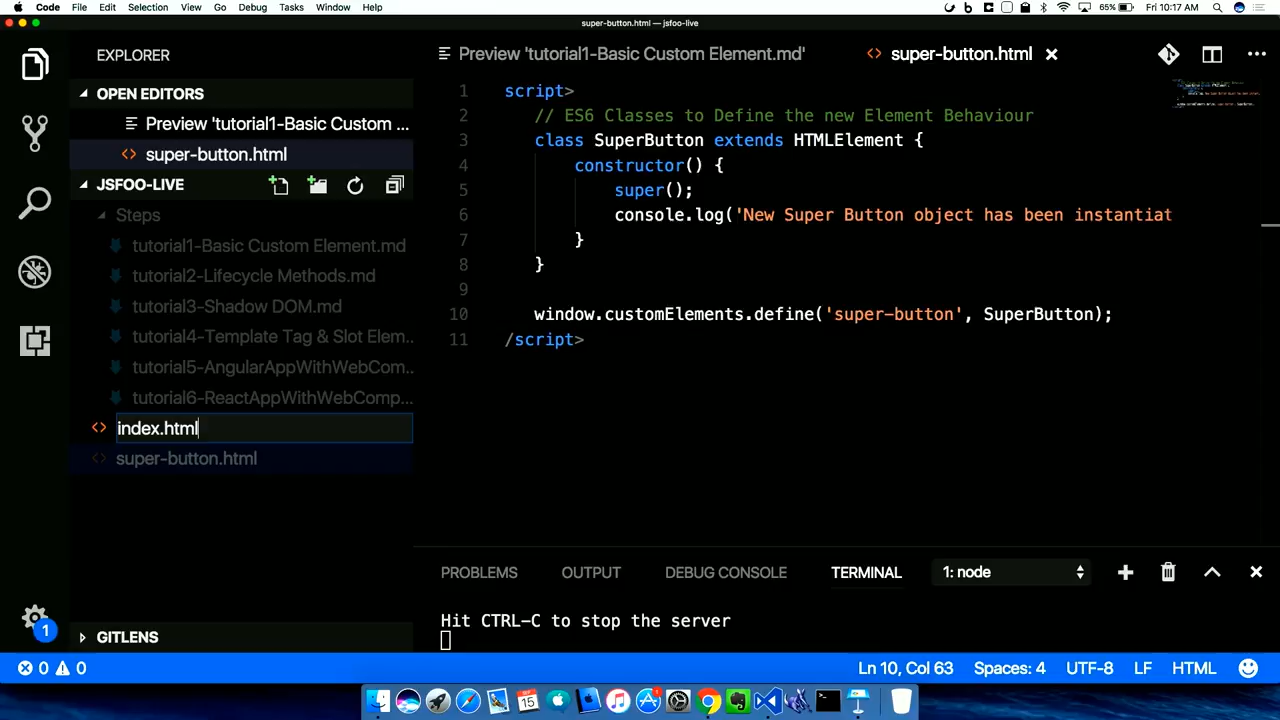 Code File Edit Selection View Go Debug Tasks Window Help 65% Fri 10:17 AM
super-button.html — jsfoo-live
EXPLORER
OPEN EDITORS
Preview 'tutorial1-Basic Custom ...
super-button.html
JSFOO-LIVE
Steps
tutorial1-Basic Custom Element.md
tutorial2-Lifecycle Methods.md
tutorial3-Shadow DOM.md
tutorial4-Template Tag & Slot Elem...
tutorial5-AngularAppWithWebCom...
tutorial6-ReactAppWithWebComp...
index.html
super-button.html
GITLENS
Preview 'tutorial1-Basic Custom Element.md'
super-button.html
1 script>
2 // ES6 Classes to Define the new Element Behaviour
3 class SuperButton extends HTMLElement {
4 constructor() {
5 super();
6 console.log('New Super Button object has been instantiat
7 }
8 }
9
10 window.customElements.define('super-button', SuperButton);
11 /script>
PROBLEMS OUTPUT DEBUG CONSOLE TERMINAL 1: node
Hit CTRL-C to stop the server
1
0 0 Ln 10, Col 63 Spaces: 4 UTF-8 LF HTML
15